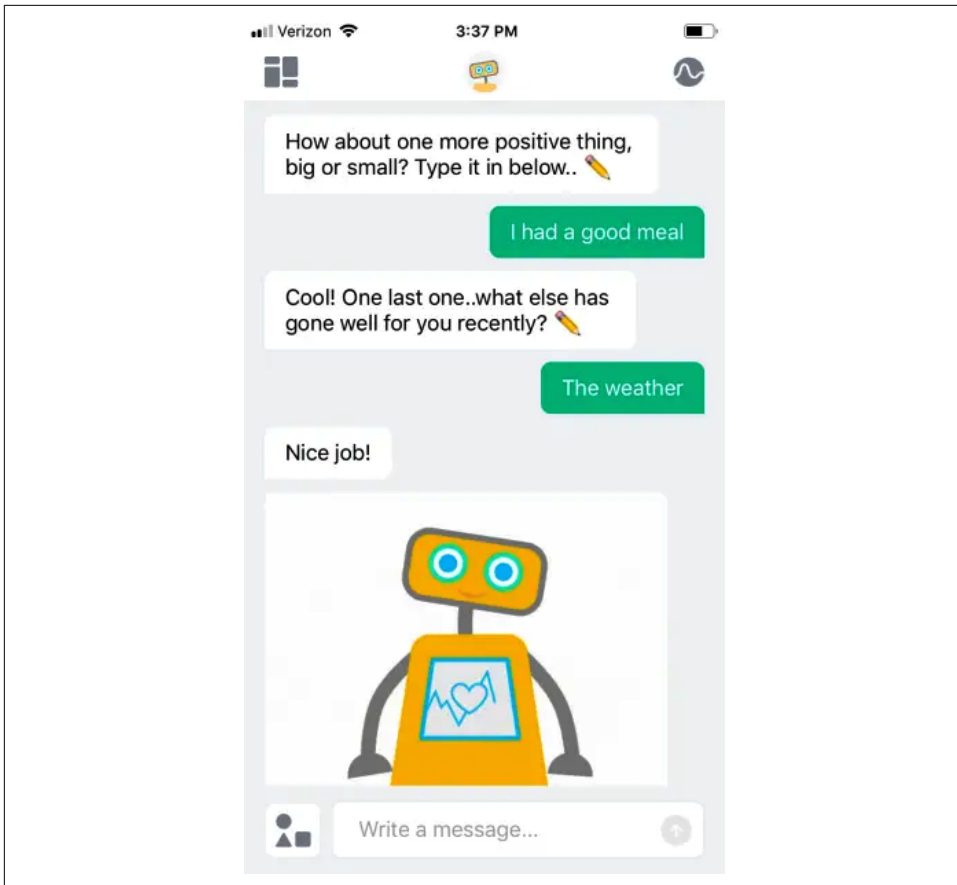 Verizon 3:37 PM
How about one more positive thing,
big or small? Type it in below.. ✏️
I had a good meal
Cool! One last one..what else has
gone well for you recently? ✏️
The weather
Nice job!
Write a message...